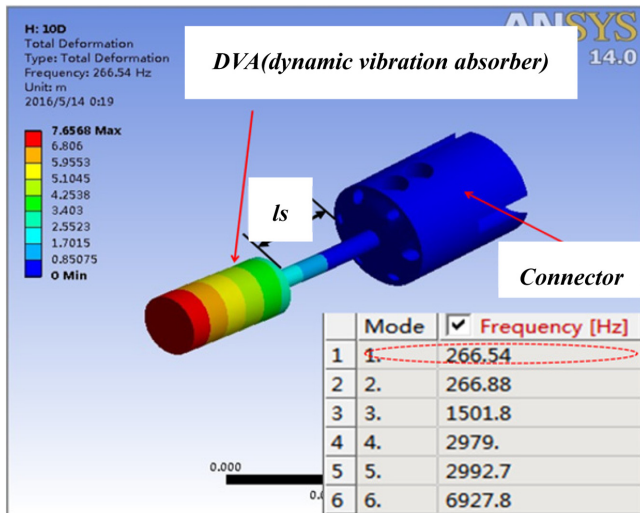 H: 10D
Total Deformation
Type: Total Deformation
Frequency: 266.54 Hz
Unit: m
2016/5/14 0:19
ANSYS
14.0
DVA(dynamic vibration absorber)
7.6568 Max
6.806
5.9553
5.1045
4.2538
3.403
2.5523
1.7015
0.85075
0 Min
ls
Connector
Mode Frequency [Hz]
1 1. 266.54
2 2. 266.88
3 3. 1501.8
4 4. 2979.
5 5. 2992.7
6 6. 6927.8
0.000